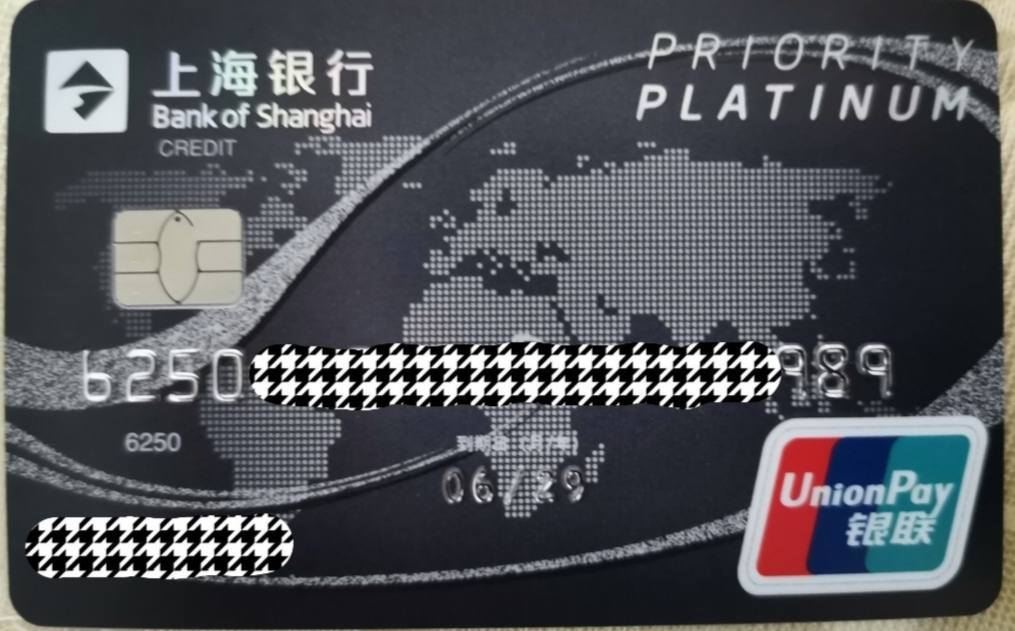 上海银行
Bank of Shanghai
CREDIT
PRIORITY
PLATINUM
6250 989
6250
06/29
UnionPay
银联